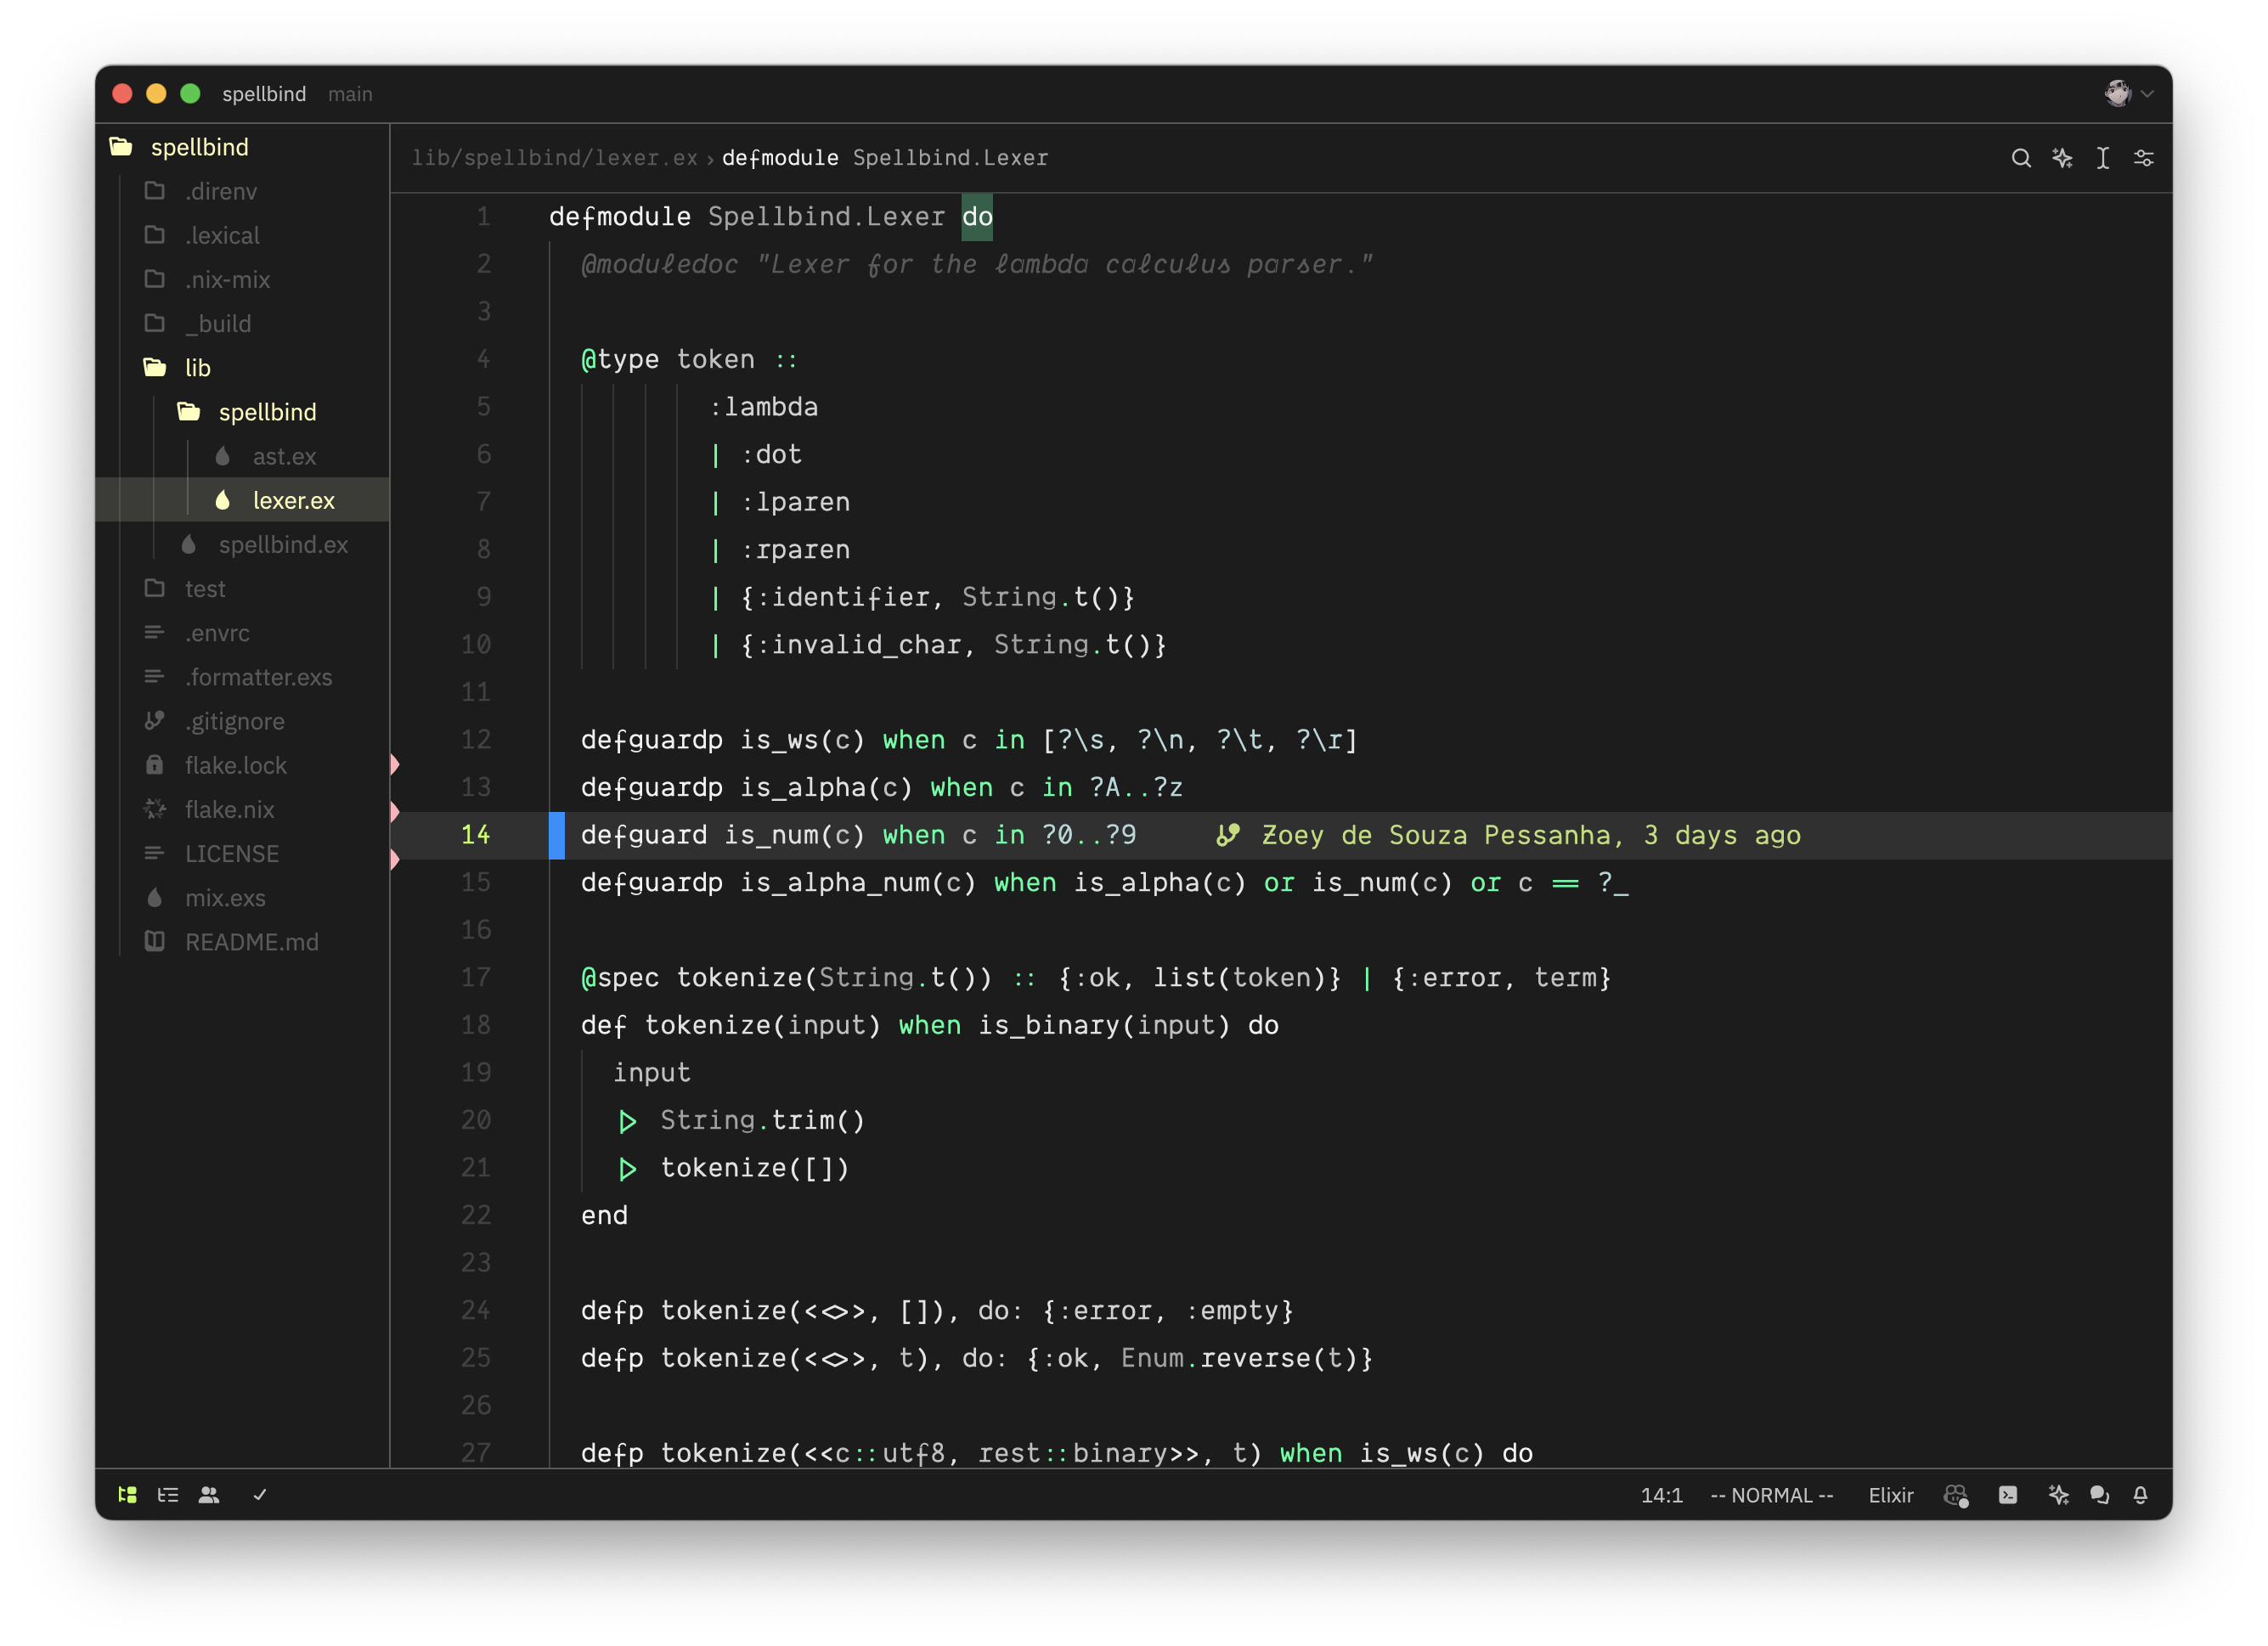 spellbind main
spellbind
.direnv
.lexical
.nix-mix
_build
lib
spellbind
ast.ex
lexer.ex
spellbind.ex
test
.envrc
.formatter.exs
.gitignore
flake.lock
flake.nix
LICENSE
mix.exs
README.md
lib/spellbind/lexer.ex › defmodule Spellbind.Lexer
1 defmodule Spellbind.Lexer do
2 @moduledoc "Lexer for the lambda calculus parser."
3
4 @type token ::
5 :lambda
6 | :dot
7 | :lparen
8 | :rparen
9 | {:identifier, String.t()}
10 | {:invalid_char, String.t()}
11
12 defguardp is_ws(c) when c in [?\s, ?\n, ?\t, ?\r]
13 defguardp is_alpha(c) when c in ?A..?z
14 defguard is_num(c) when c in ?0..?9 Zoey de Souza Pessanha, 3 days ago
15 defguardp is_alpha_num(c) when is_alpha(c) or is_num(c) or c == ?_
16
17 @spec tokenize(String.t()) :: {:ok, list(token)} | {:error, term}
18 def tokenize(input) when is_binary(input) do
19 input
20 |> String.trim()
21 |> tokenize([])
22 end
23
24 defp tokenize(<<>>, []), do: {:error, :empty}
25 defp tokenize(<<>>, t), do: {:ok, Enum.reverse(t)}
26
27 defp tokenize(<<c::utf8, rest::binary>>, t) when is_ws(c) do
14:1 -- NORMAL -- Elixir